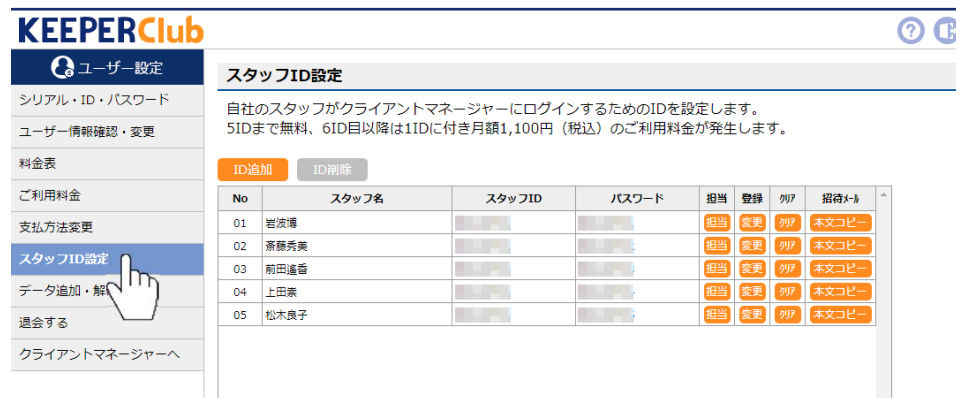 KEEPERClub
ユーザー設定
シリアル・ID・パスワード
ユーザー情報確認・変更
料金表
ご利用料金
支払方法変更
スタッフID設定
データ追加・解
退会する
クライアントマネージャーへ
スタッフID設定
自社のスタッフがクライアントマネージャーにログインするためのIDを設定します。
5IDまで無料、6ID目以降は1IDに付き月額1,100円（税込）のご利用料金が発生します。
ID追加 ID削除
No スタッフ名 スタッフID パスワード 担当 登録 クリア 招待メール
01 岩波博 担当 変更 クリア 本文コピー
02 斎藤秀美 担当 変更 クリア 本文コピー
03 前田遙香 担当 変更 クリア 本文コピー
04 上田崇 担当 変更 クリア 本文コピー
05 松木良子 担当 変更 クリア 本文コピー